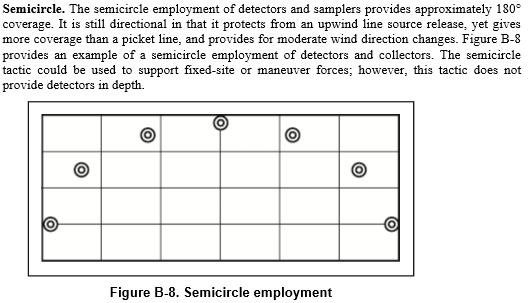 Semicircle. The semicircle employment of detectors and samplers provides approximately 180°
coverage. It is still directional in that it protects from an upwind line source release, yet gives
more coverage than a picket line, and provides for moderate wind direction changes. Figure B-8
provides an example of a semicircle employment of detectors and collectors. The semicircle
tactic could be used to support fixed-site or maneuver forces; however, this tactic does not
provide detectors in depth.
Figure B-8. Semicircle employment